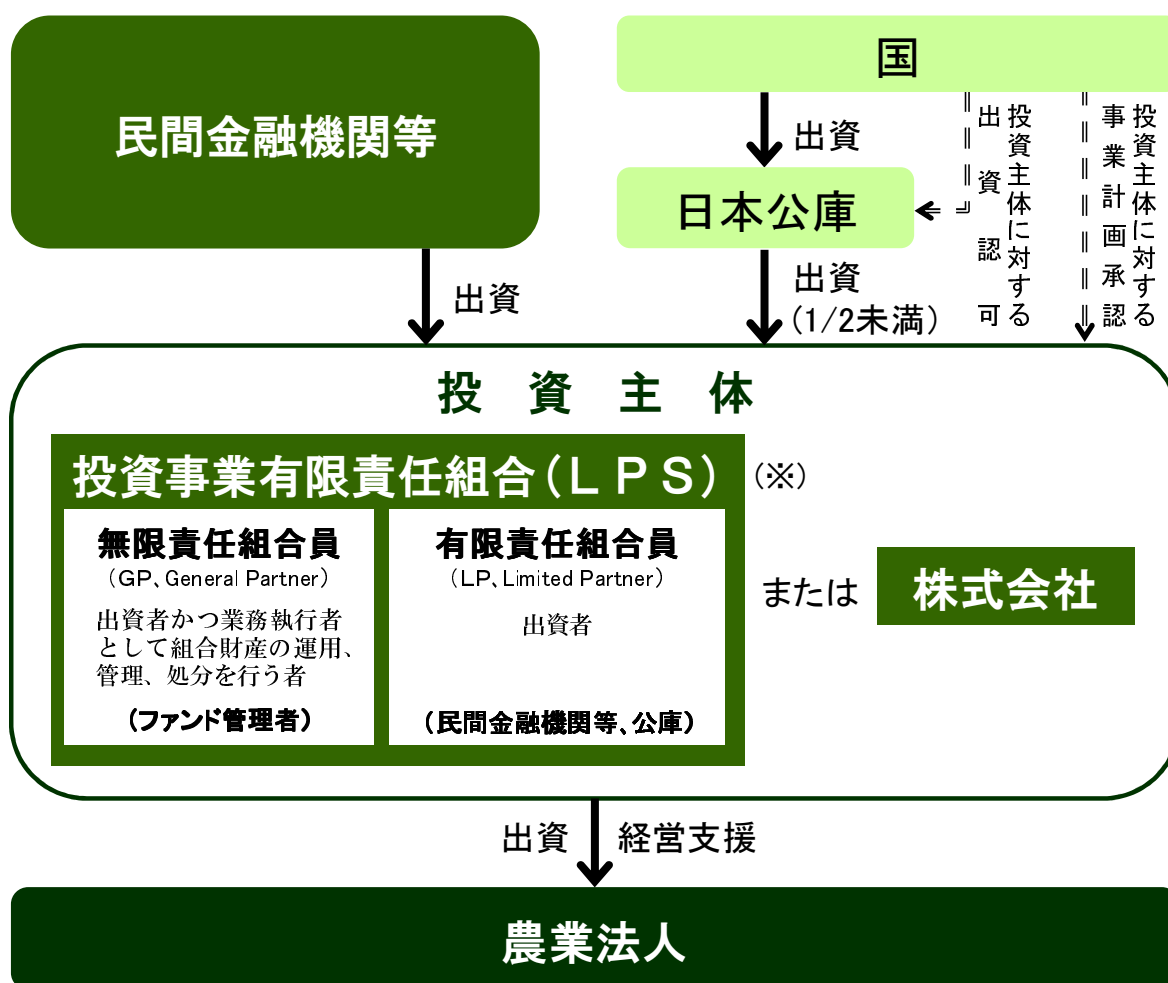 民間金融機関等
国
出資
日本公庫
投資主体に対する
出資認可
投資主体に対する
事業計画承認
出資
出資
(1/2未満)
投資主体
投資事業有限責任組合(LPS)
(※)
無限責任組合員
(GP、General Partner)
出資者かつ業務執行者
として組合財産の運用、
管理、処分を行う者
(ファンド管理者)
有限責任組合員
(LP、Limited Partner)
出資者
(民間金融機関等、公庫)
または
株式会社
出資
経営支援
農業法人